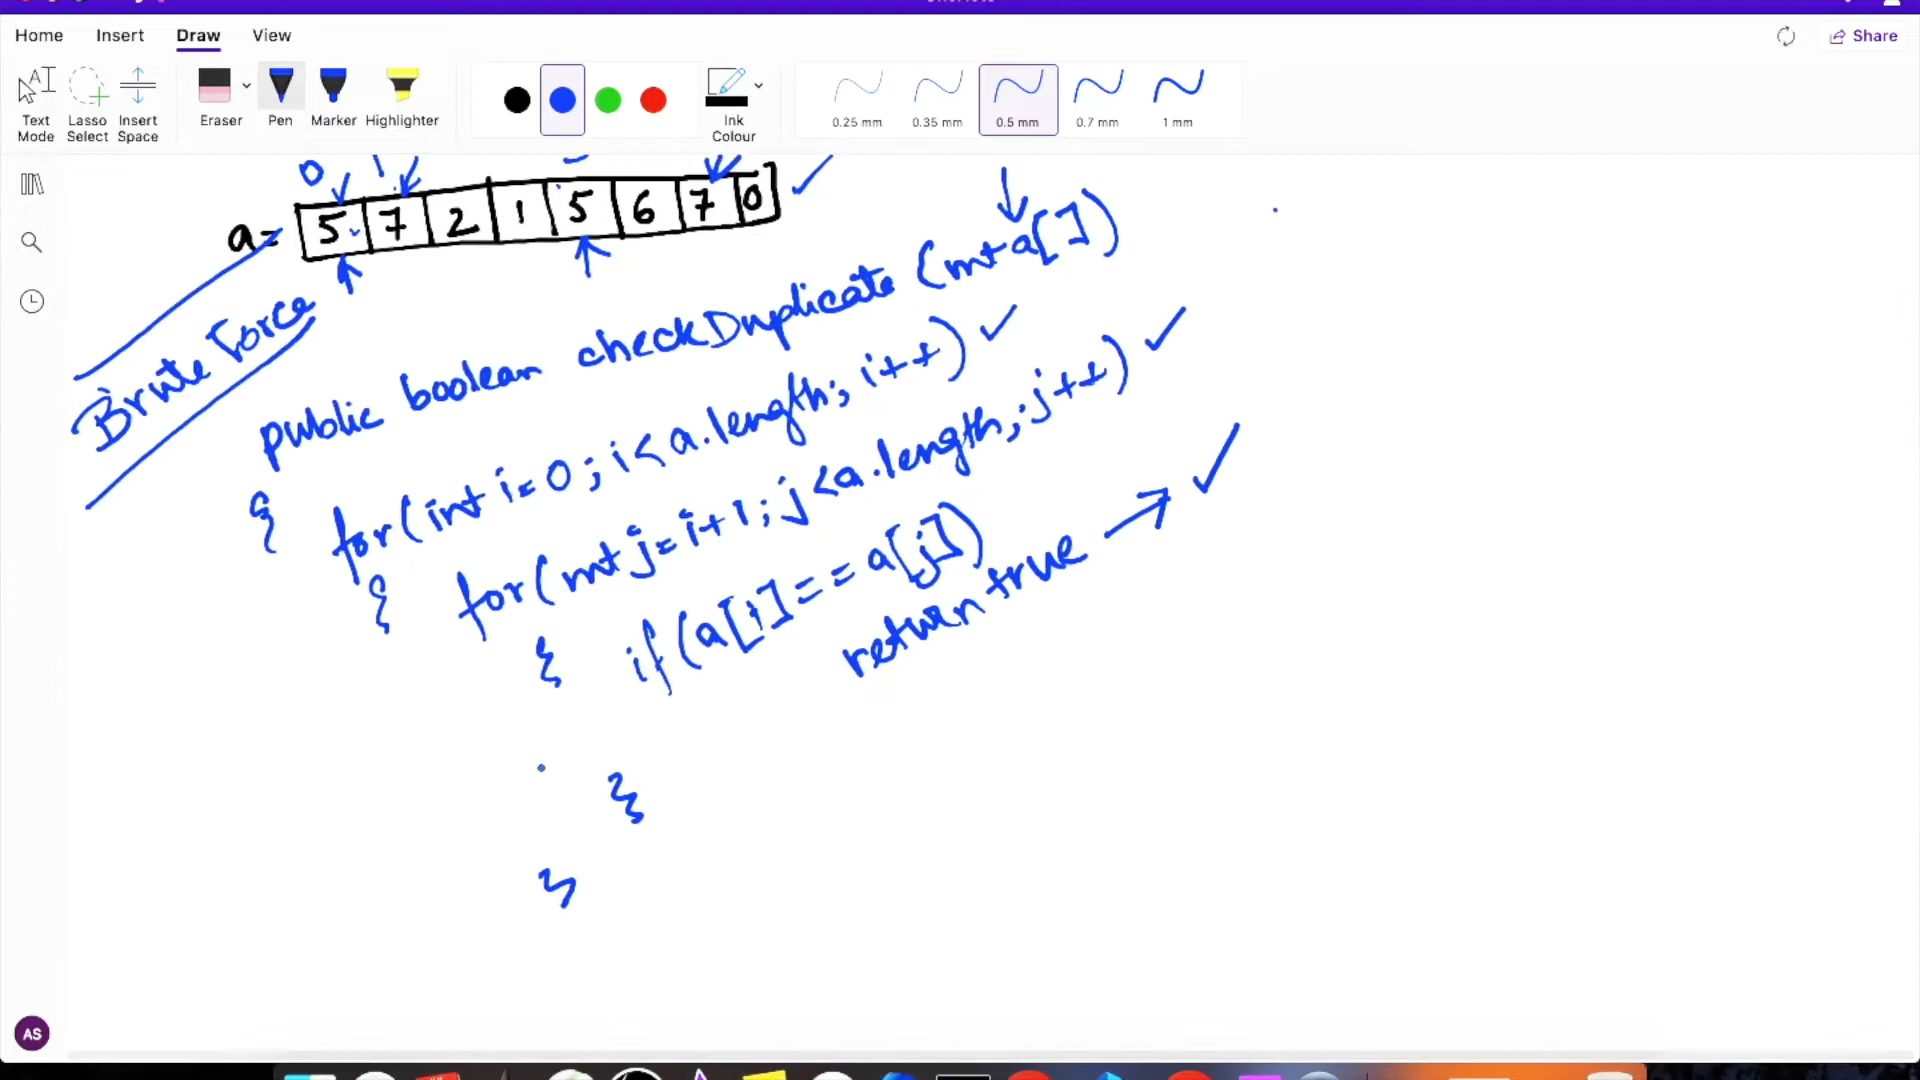 Home Insert Draw View
Share
Text Mode
Lasso Select
Insert Space
Eraser
Pen
Marker
Highlighter
Ink Colour
0.25 mm
0.35 mm
0.5 mm
0.7 mm
1 mm
0 1
a= 5 7 2 1 5 6 7 0
Brute Force
public boolean checkDuplicate (int a[])
{ for(int i=0; i<a.length; i++)
{ for(int j=i+1; j<a.length; j++)
{ if(a[i]==a[j])
return true
}
}
AS